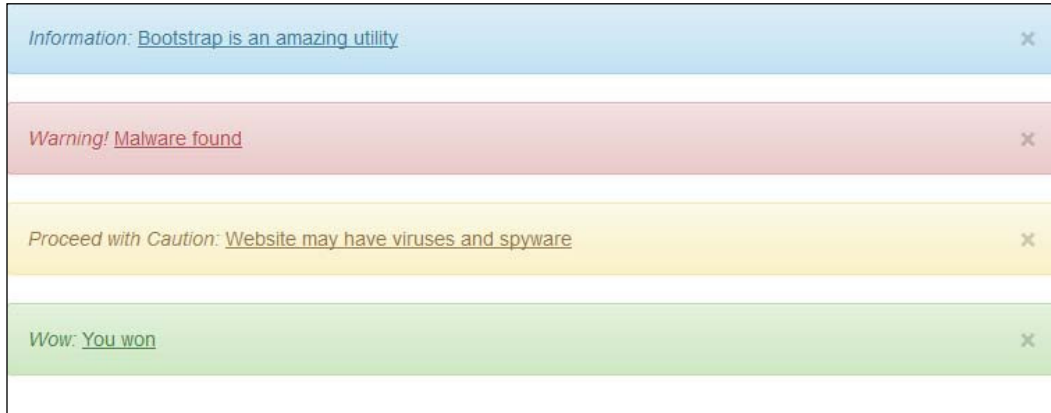 Information: Bootstrap is an amazing utility ×
Warning! Malware found ×
Proceed with Caution: Website may have viruses and spyware ×
Wow: You won ×